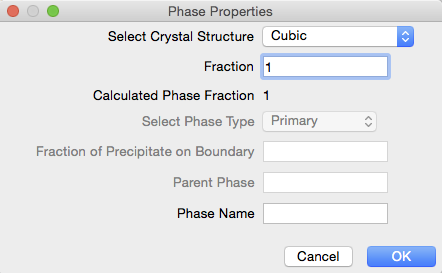 Phase Properties
Select Crystal Structure Cubic
Fraction 1
Calculated Phase Fraction 1
Select Phase Type Primary
Fraction of Precipitate on Boundary
Parent Phase
Phase Name
Cancel OK